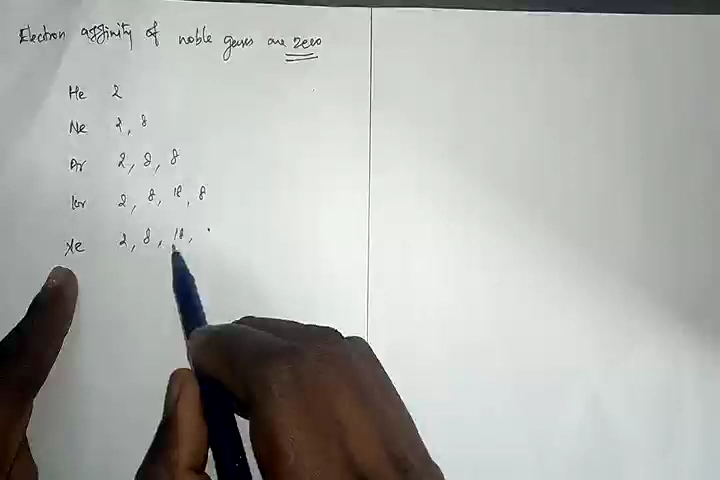 Electron affinity of noble gases are zero
He 2
Ne 2, 8
Ar 2, 8, 8
Kr 2, 8, 18, 8
Xe 2, 8, 18,